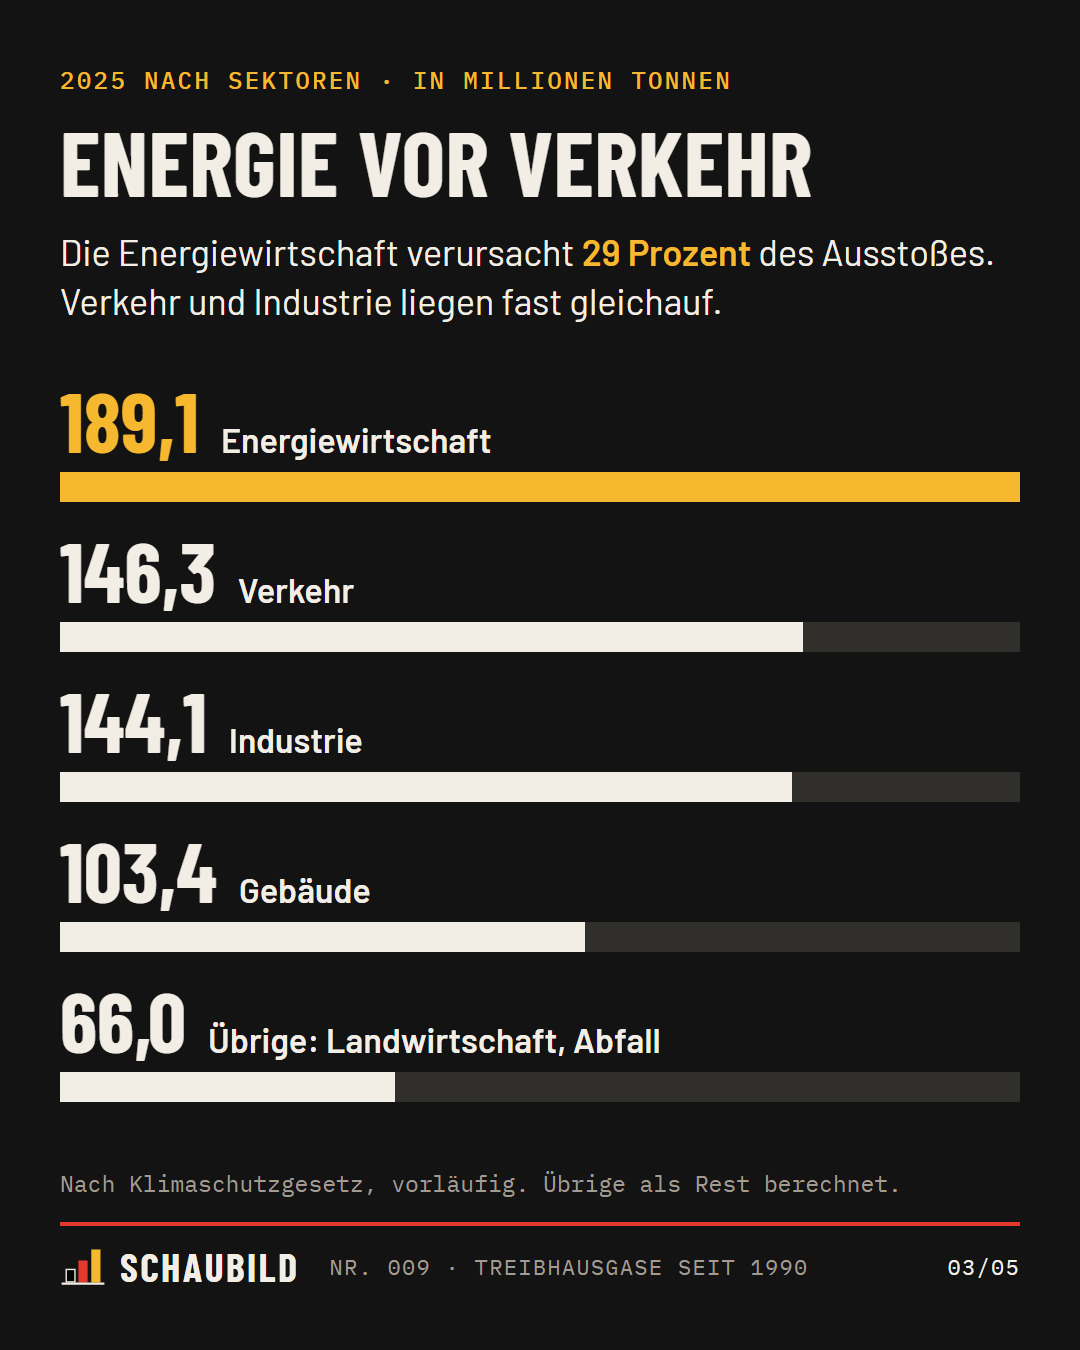 2025 NACH SEKTOREN · IN MILLIONEN TONNEN
ENERGIE VOR VERKEHR
Die Energiewirtschaft verursacht 29 Prozent des Ausstoßes.
Verkehr und Industrie liegen fast gleichauf.
189,1 Energiewirtschaft
146,3 Verkehr
144,1 Industrie
103,4 Gebäude
66,0 Übrige: Landwirtschaft, Abfall
Nach Klimaschutzgesetz, vorläufig. Übrige als Rest berechnet.
SCHAUBILD NR. 009 · TREIBHAUSGASE SEIT 1990 03/05